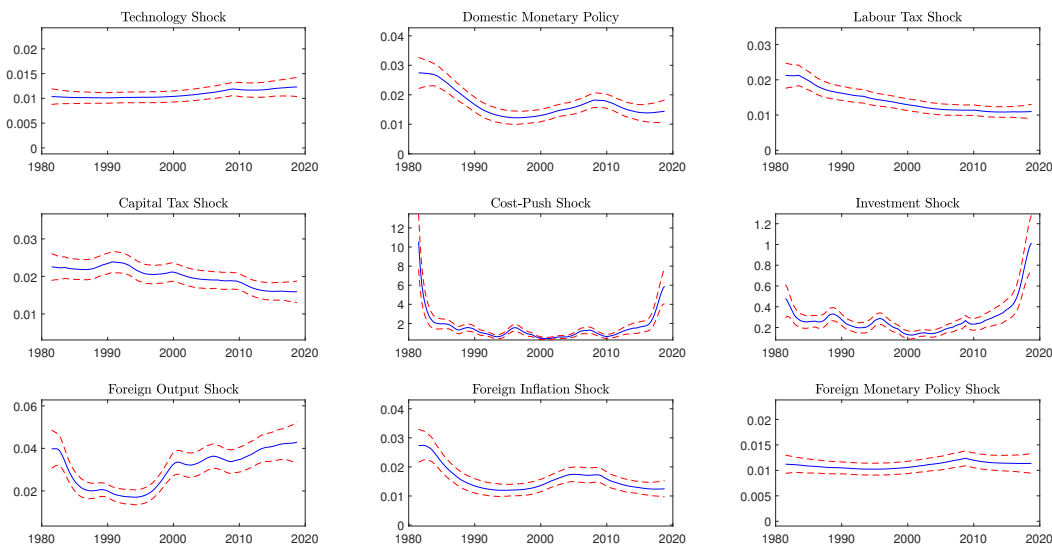 Technology Shock
0.02
0.015
0.01
0.005
0
1980 1990 2000 2010 2020
Domestic Monetary Policy
0.04
0.03
0.02
0.01
0
1980 1990 2000 2010 2020
Labour Tax Shock
0.03
0.02
0.01
0
1980 1990 2000 2010 2020
Capital Tax Shock
0.03
0.02
0.01
1980 1990 2000 2010 2020
Cost-Push Shock
12
10
8
6
4
2
1980 1990 2000 2010 2020
Investment Shock
1.2
1
0.8
0.6
0.4
0.2
1980 1990 2000 2010 2020
Foreign Output Shock
0.06
0.04
0.02
1980 1990 2000 2010 2020
Foreign Inflation Shock
0.04
0.03
0.02
0.01
0
1980 1990 2000 2010 2020
Foreign Monetary Policy Shock
0.02
0.015
0.01
0.005
0
1980 1990 2000 2010 2020